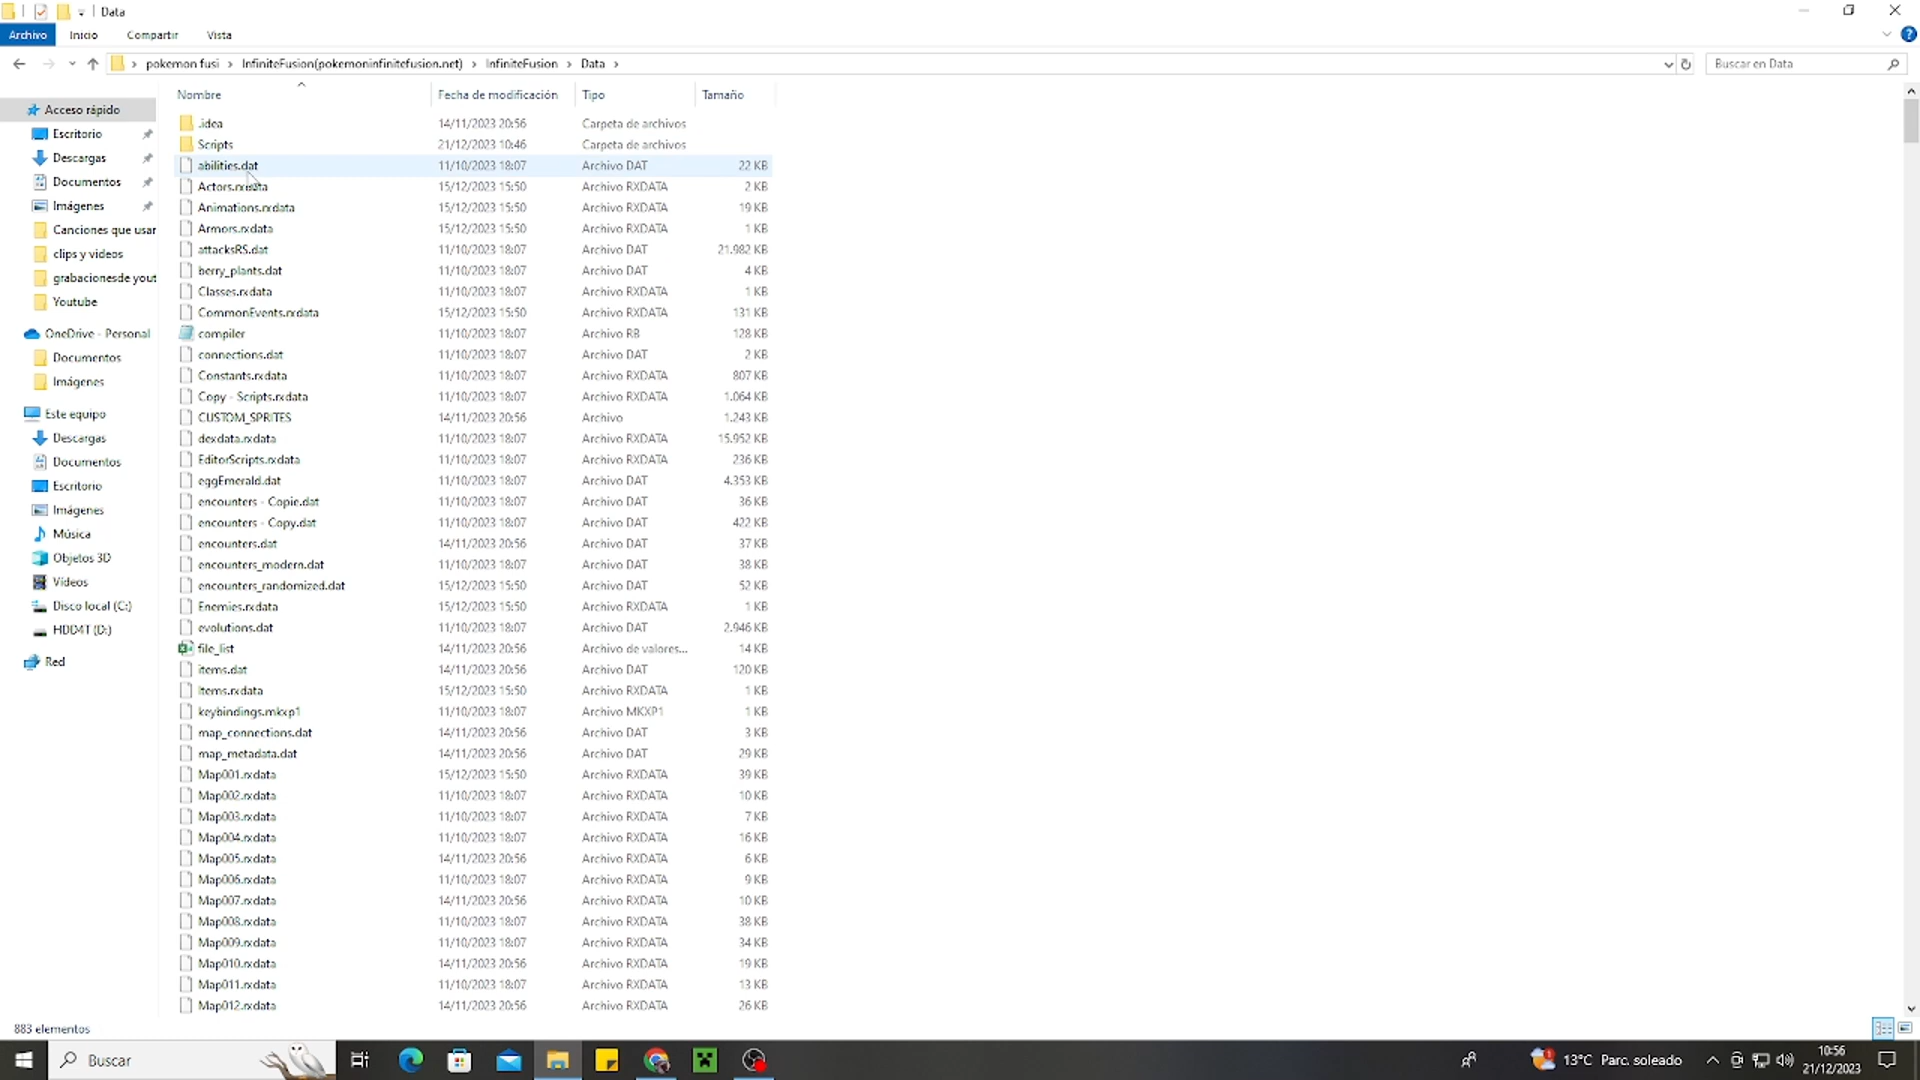 Data
Archivo Inicio Compartir Vista
pokemon fusi InfiniteFusion(pokemoninfinitefusion.net) InfiniteFusion Data Buscar en Data
Nombre Fecha de modificación Tipo Tamaño
Acceso rápido
Escritorio
Descargas
Documentos
Imágenes
Canciones que usar
clips y videos
grabacionesde yout
Youtube
OneDrive - Personal
Documentos
Imágenes
Este equipo
Descargas
Documentos
Escritorio
Imágenes
Música
Objetos 3D
Vídeos
Disco local (C:)
HDD4T (D:)
Red
.idea 14/11/2023 20:56 Carpeta de archivos
Scripts 21/12/2023 10:46 Carpeta de archivos
abilities.dat 11/10/2023 18:07 Archivo DAT 22 KB
Actors.rxdata 15/12/2023 15:50 Archivo RXDATA 2 KB
Animations.rxdata 15/12/2023 15:50 Archivo RXDATA 19 KB
Armors.rxdata 15/12/2023 15:50 Archivo RXDATA 1 KB
attacksRS.dat 11/10/2023 18:07 Archivo DAT 21.982 KB
berry_plants.dat 11/10/2023 18:07 Archivo DAT 4 KB
Classes.rxdata 11/10/2023 18:07 Archivo RXDATA 1 KB
CommonEvents.rxdata 15/12/2023 15:50 Archivo RXDATA 131 KB
compiler 11/10/2023 18:07 Archivo RB 128 KB
connections.dat 11/10/2023 18:07 Archivo DAT 2 KB
Constants.rxdata 11/10/2023 18:07 Archivo RXDATA 807 KB
Copy - Scripts.rxdata 11/10/2023 18:07 Archivo RXDATA 1.064 KB
CUSTOM_SPRITES 14/11/2023 20:56 Archivo 1.243 KB
dexdata.rxdata 11/10/2023 18:07 Archivo RXDATA 15.952 KB
EditorScripts.rxdata 11/10/2023 18:07 Archivo RXDATA 236 KB
eggEmerald.dat 11/10/2023 18:07 Archivo DAT 4.353 KB
encounters - Copie.dat 11/10/2023 18:07 Archivo DAT 36 KB
encounters - Copy.dat 11/10/2023 18:07 Archivo DAT 422 KB
encounters.dat 14/11/2023 20:56 Archivo DAT 37 KB
encounters_modern.dat 11/10/2023 18:07 Archivo DAT 38 KB
encounters_randomized.dat 15/12/2023 15:50 Archivo DAT 52 KB
Enemies.rxdata 15/12/2023 15:50 Archivo RXDATA 1 KB
evolutions.dat 11/10/2023 18:07 Archivo DAT 2.946 KB
file_list 14/11/2023 20:56 Archivo de valores... 14 KB
items.dat 14/11/2023 20:56 Archivo DAT 120 KB
Items.rxdata 15/12/2023 15:50 Archivo RXDATA 1 KB
keybindings.mkxp1 11/10/2023 18:07 Archivo MKXP1 1 KB
map_connections.dat 14/11/2023 20:56 Archivo DAT 3 KB
map_metadata.dat 14/11/2023 20:56 Archivo DAT 29 KB
Map001.rxdata 15/12/2023 15:50 Archivo RXDATA 39 KB
Map002.rxdata 11/10/2023 18:07 Archivo RXDATA 10 KB
Map003.rxdata 11/10/2023 18:07 Archivo RXDATA 7 KB
Map004.rxdata 11/10/2023 18:07 Archivo RXDATA 16 KB
Map005.rxdata 14/11/2023 20:56 Archivo RXDATA 6 KB
Map006.rxdata 11/10/2023 18:07 Archivo RXDATA 9 KB
Map007.rxdata 14/11/2023 20:56 Archivo RXDATA 10 KB
Map008.rxdata 11/10/2023 18:07 Archivo RXDATA 38 KB
Map009.rxdata 11/10/2023 18:07 Archivo RXDATA 34 KB
Map010.rxdata 14/11/2023 20:56 Archivo RXDATA 19 KB
Map011.rxdata 11/10/2023 18:07 Archivo RXDATA 13 KB
Map012.rxdata 14/11/2023 20:56 Archivo RXDATA 26 KB
883 elementos
Buscar 13°C Parc. soleado 10:56
21/12/2023